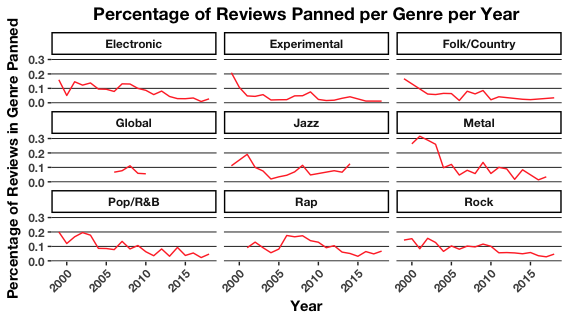 Percentage of Reviews Panned per Genre per Year
Percentage of Reviews in Genre Panned
Electronic Experimental Folk/Country
0.3
0.2
0.1
0.0
Global Jazz Metal
0.3
0.2
0.1
0.0
Pop/R&B Rap Rock
0.3
0.2
0.1
0.0
2000 2005 2010 2015 2000 2005 2010 2015 2000 2005 2010 2015
Year